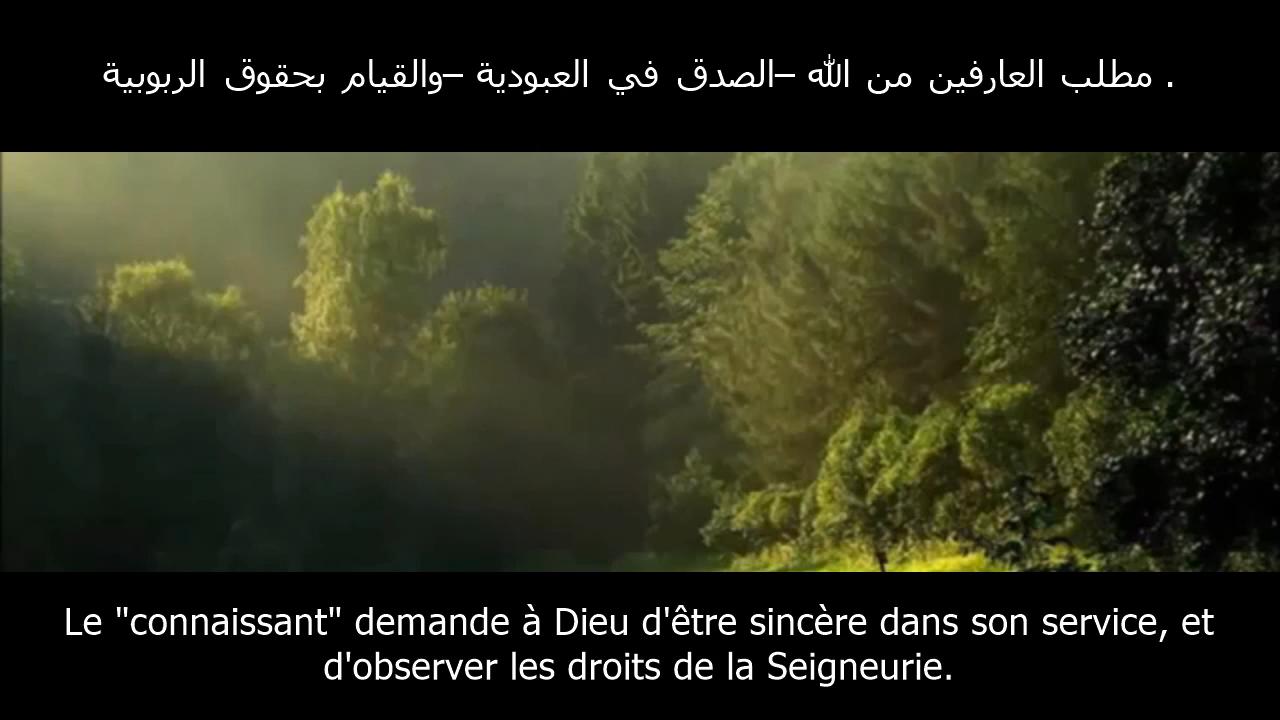 مطلب العارفين من الله –الصدق في العبودية –والقيام بحقوق الربوبية .
Le "connaissant" demande à Dieu d'être sincère dans son service, et
d'observer les droits de la Seigneurie.